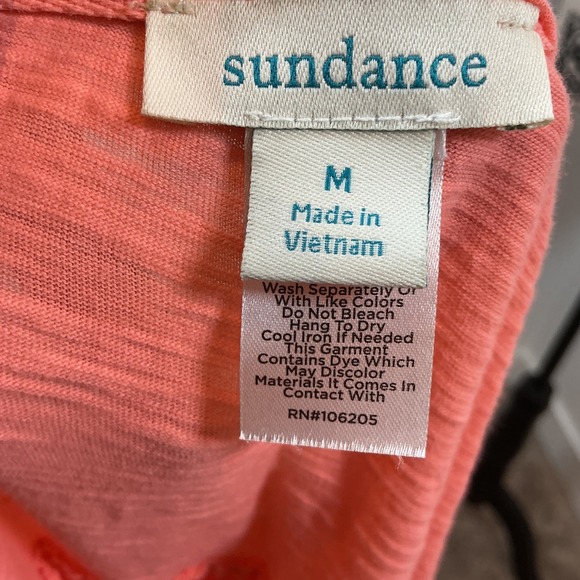 sundance
M
Made in
Vietnam
Wash Separately Or
With Like Colors
Do Not Bleach
Hang To Dry
Cool Iron If Needed
This Garment
Contains Dye Which
May Discolor
Materials It Comes In
Contact With
RN#106205